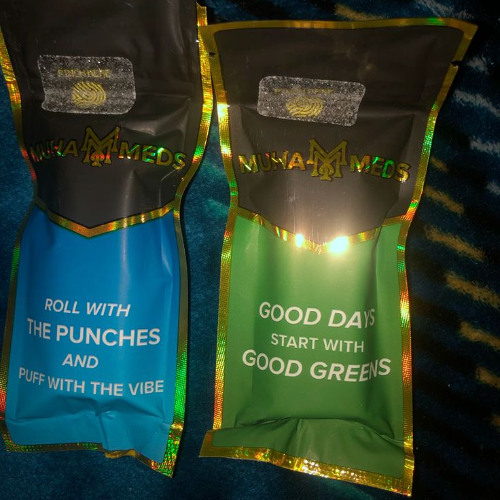 MUHA MEDS
ROLL WITH
THE PUNCHES
AND
PUFF WITH THE VIBE
MUHA MEDS
GOOD DAYS
START WITH
GOOD GREENS